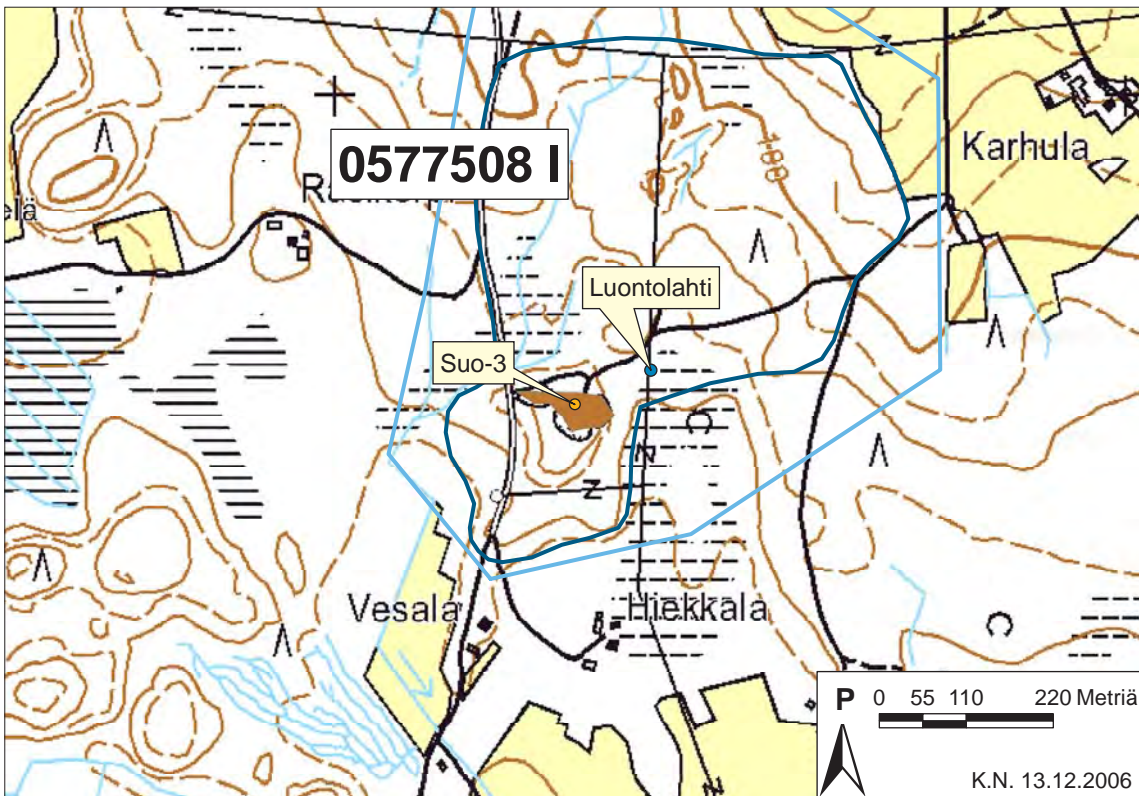 0577508 I
Karhula
Luontolahti
Suo-3
Vesala
Hiekkala
180
P 0 55 110 220 Metriä
K.N. 13.12.2006